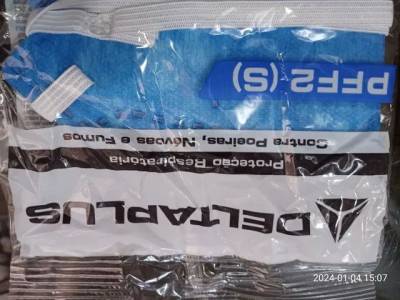 DELTAPLUS
Proteção Respiratória
Contra Poeiras, Névoas e Fumos
PFF2 (S)
2024-01-04 15:07